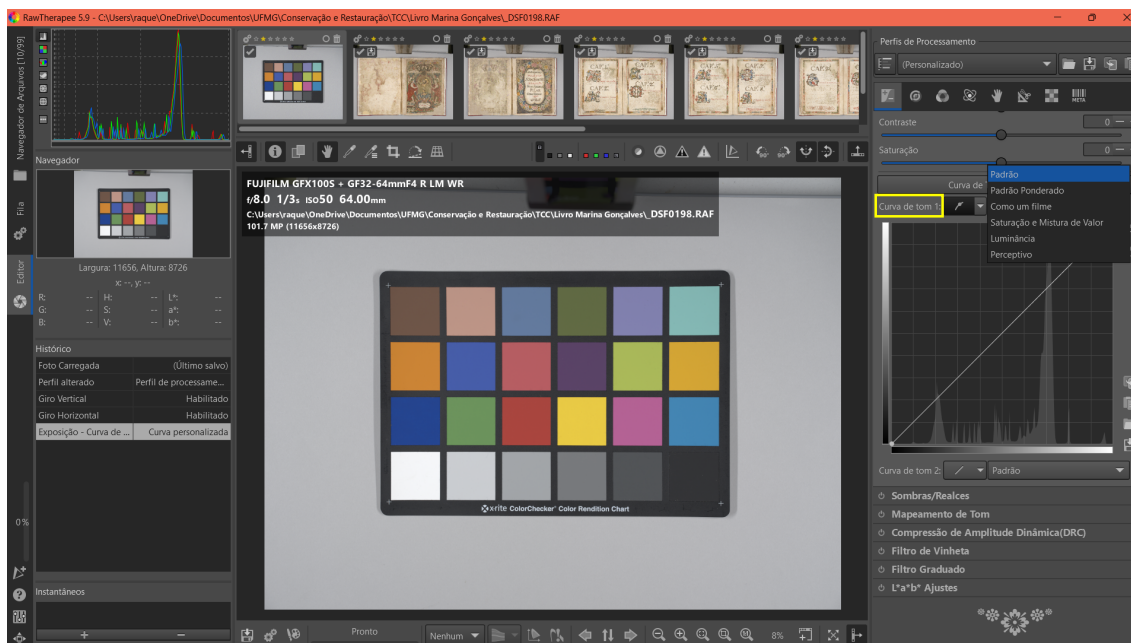 RawTherapee 5.9 - C:\Users\raque\OneDrive\Documentos\UFMG\Conservação e Restauração\TCC\Livro Marina Gonçalves\_DSF0198.RAF
Navegador de Arquivos [10/99]
Fila
Editor
0%
Navegador
Largura: 11656, Altura: 8726
x: --, y: --
R: -- H: -- L*: --
G: -- S: -- a*: --
B: -- V: -- b*: --
Histórico
Foto Carregada (Último salvo)
Perfil alterado Perfil de processame...
Giro Vertical Habilitado
Giro Horizontal Habilitado
Exposição - Curva de ... Curva personalizada
Instantâneos
FUJIFILM GFX100S + GF32-64mmF4 R LM WR
f/8.0 1/3s ISO50 64.00mm
C:\Users\raque\OneDrive\Documentos\UFMG\Conservação e Restauração\TCC\Livro Marina Gonçalves\_DSF0198.RAF
101.7 MP (11656x8726)
x-rite ColorChecker Color Rendition Chart
Pronto
Nenhum
8%
Perfis de Processamento
(Personalizado)
META
Contraste 0
Saturação 0
Curva de
Curva de tom 1:
Padrão
Padrão Ponderado
Como um filme
Saturação e Mistura de Valor
Luminância
Perceptivo
Curva de tom 2: Padrão
Sombras/Realces
Mapeamento de Tom
Compressão de Amplitude Dinâmica(DRC)
Filtro de Vinheta
Filtro Graduado
L*a*b* Ajustes